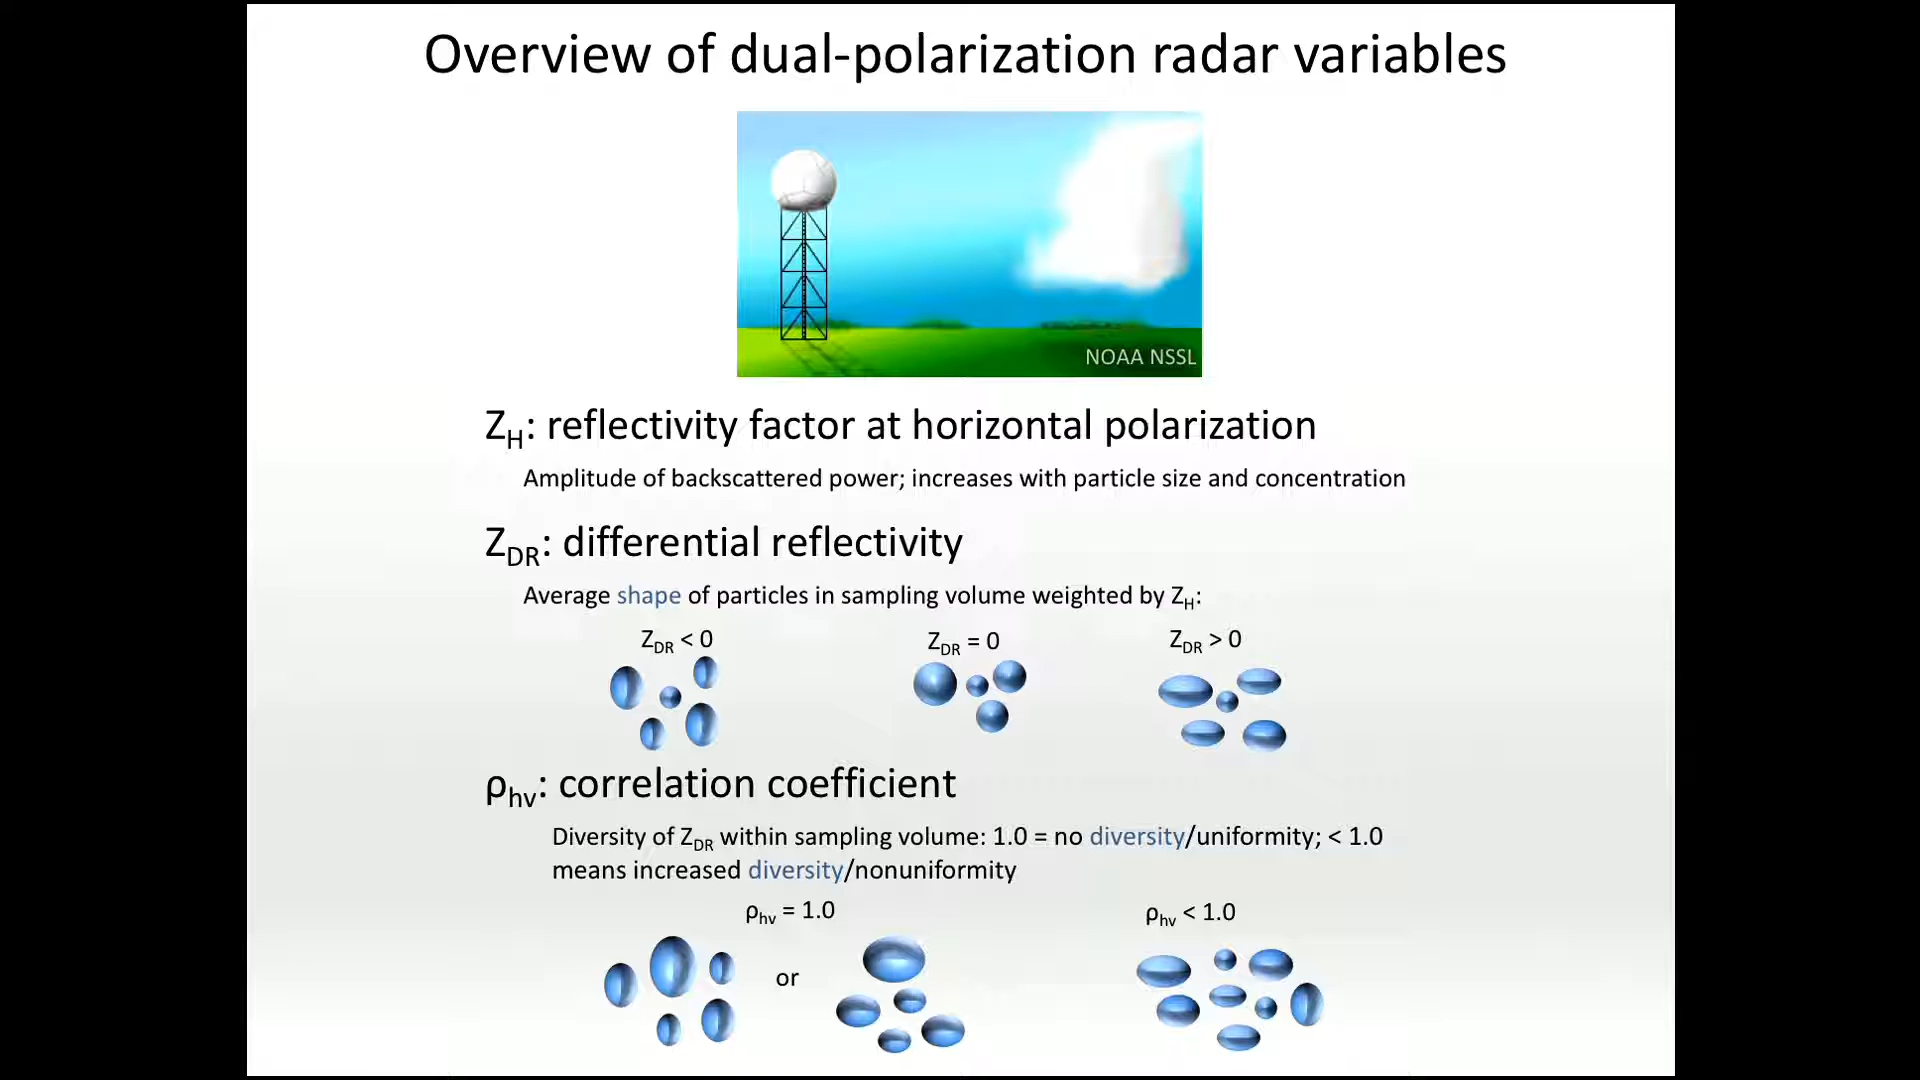 Overview of dual-polarization radar variables
NOAA NSSL
Z_H: reflectivity factor at horizontal polarization
Amplitude of backscattered power; increases with particle size and concentration
Z_DR: differential reflectivity
Average shape of particles in sampling volume weighted by Z_H:
Z_DR < 0
Z_DR = 0
Z_DR > 0
ρ_hv: correlation coefficient
Diversity of Z_DR within sampling volume: 1.0 = no diversity/uniformity; < 1.0
means increased diversity/nonuniformity
ρ_hv = 1.0
ρ_hv < 1.0
or